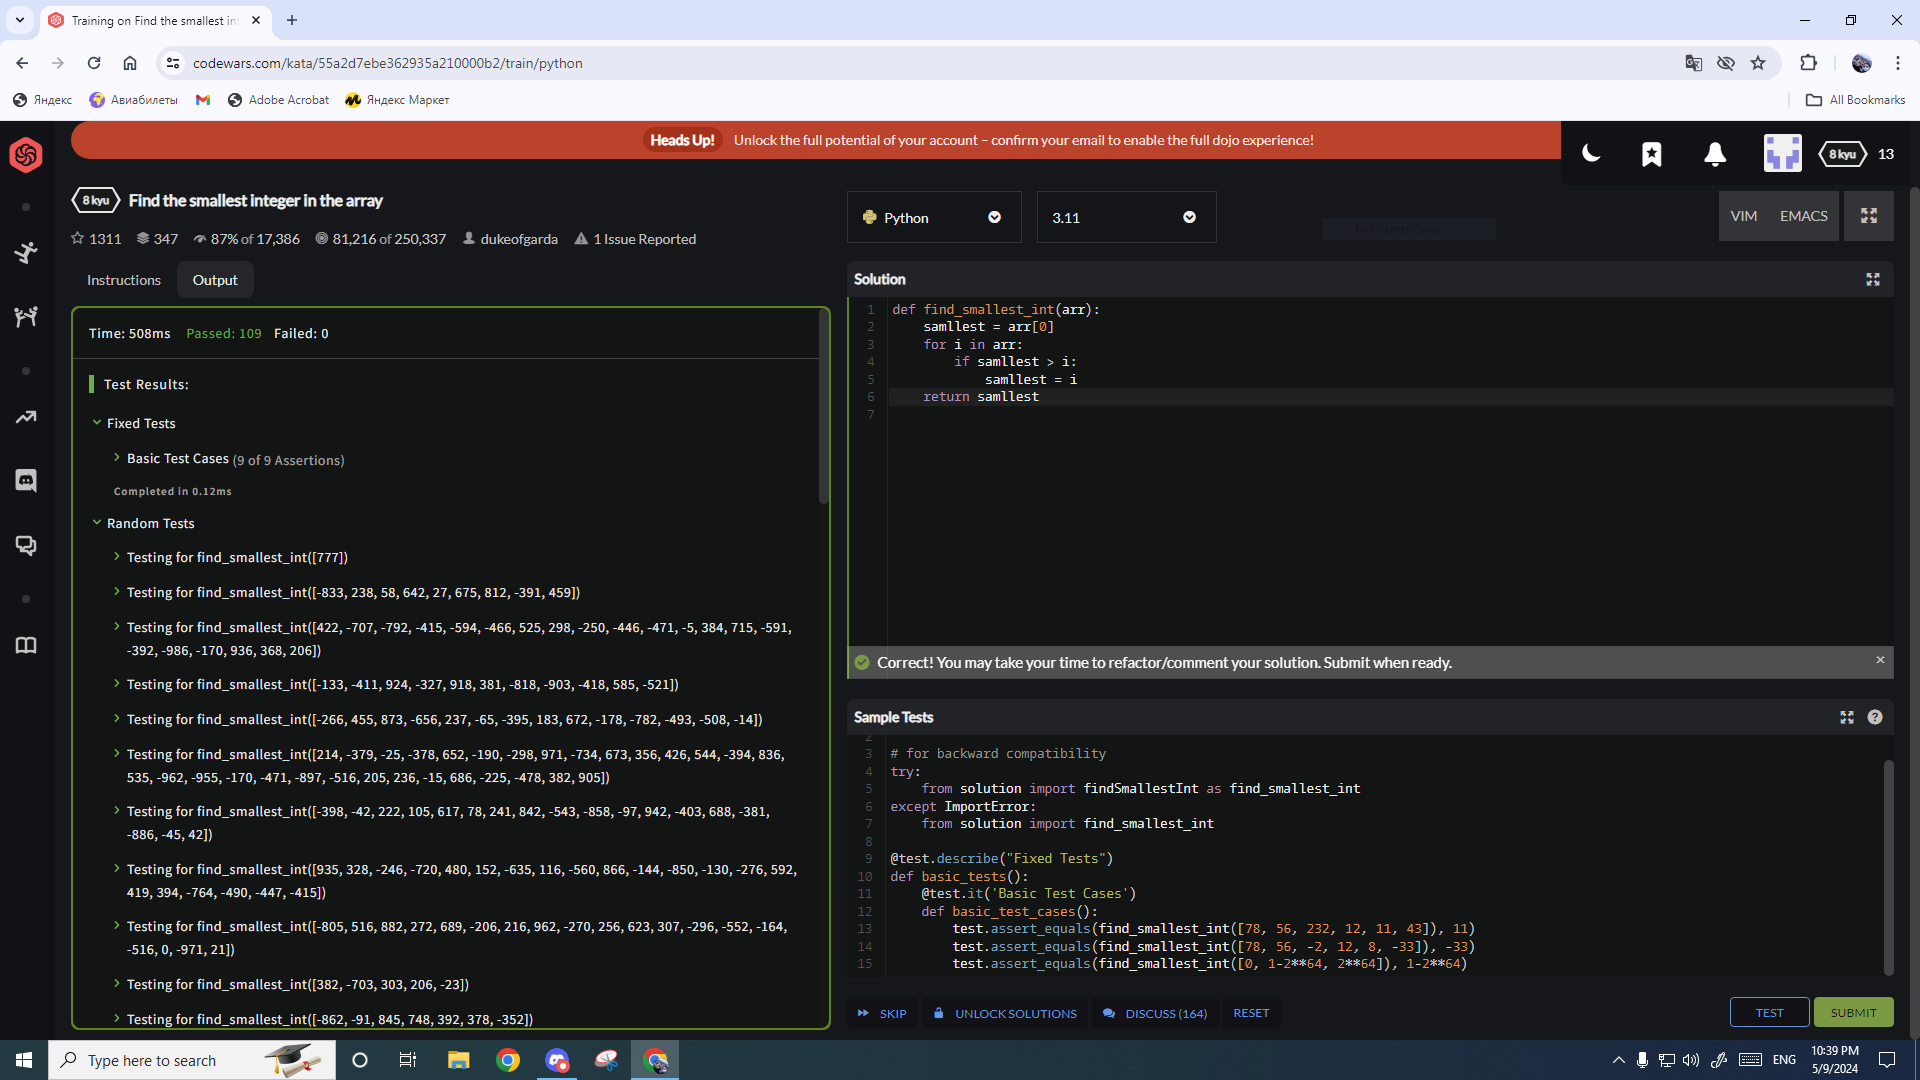 Training on Find the smallest in
codewars.com/kata/55a2d7ebe362935a210000b2/train/python
Яндекс
Авиабилеты
Adobe Acrobat
Яндекс Маркет
All Bookmarks
Heads Up! Unlock the full potential of your account – confirm your email to enable the full dojo experience!
8 kyu 13
8 kyu Find the smallest integer in the array
1311 347 87% of 17,386 81,216 of 250,337 dukeofgarda 1 Issue Reported
Python
3.11
Full-screen Snip
VIM EMACS
Instructions Output
Time: 508ms Passed: 109 Failed: 0
Test Results:
Fixed Tests
Basic Test Cases (9 of 9 Assertions)
Completed in 0.12ms
Random Tests
Testing for find_smallest_int([777])
Testing for find_smallest_int([-833, 238, 58, 642, 27, 675, 812, -391, 459])
Testing for find_smallest_int([422, -707, -792, -415, -594, -466, 525, 298, -250, -446, -471, -5, 384, 715, -591,
-392, -986, -170, 936, 368, 206])
Testing for find_smallest_int([-133, -411, 924, -327, 918, 381, -818, -903, -418, 585, -521])
Testing for find_smallest_int([-266, 455, 873, -656, 237, -65, -395, 183, 672, -178, -782, -493, -508, -14])
Testing for find_smallest_int([214, -379, -25, -378, 652, -190, -298, 971, -734, 673, 356, 426, 544, -394, 836,
535, -962, -955, -170, -471, -897, -516, 205, 236, -15, 686, -225, -478, 382, 905])
Testing for find_smallest_int([-398, -42, 222, 105, 617, 78, 241, 842, -543, -858, -97, 942, -403, 688, -381,
-886, -45, 42])
Testing for find_smallest_int([935, 328, -246, -720, 480, 152, -635, 116, -560, 866, -144, -850, -130, -276, 592,
419, 394, -764, -490, -447, -415])
Testing for find_smallest_int([-805, 516, 882, 272, 689, -206, 216, 962, -270, 256, 623, 307, -296, -552, -164,
-516, 0, -971, 21])
Testing for find_smallest_int([382, -703, 303, 206, -23])
Testing for find_smallest_int([-862, -91, 845, 748, 392, 378, -352])
Solution
1 def find_smallest_int(arr):
2 samllest = arr[0]
3 for i in arr:
4 if samllest > i:
5 samllest = i
6 return samllest
7
Correct! You may take your time to refactor/comment your solution. Submit when ready.
Sample Tests
2
3 # for backward compatibility
4 try:
5 from solution import findSmallestInt as find_smallest_int
6 except ImportError:
7 from solution import find_smallest_int
8
9 @test.describe("Fixed Tests")
10 def basic_tests():
11 @test.it('Basic Test Cases')
12 def basic_test_cases():
13 test.assert_equals(find_smallest_int([78, 56, 232, 12, 11, 43]), 11)
14 test.assert_equals(find_smallest_int([78, 56, -2, 12, 8, -33]), -33)
15 test.assert_equals(find_smallest_int([0, 1-2**64, 2**64]), 1-2**64)
SKIP UNLOCK SOLUTIONS DISCUSS (164) RESET
TEST SUBMIT
Type here to search
ENG
10:39 PM
5/9/2024